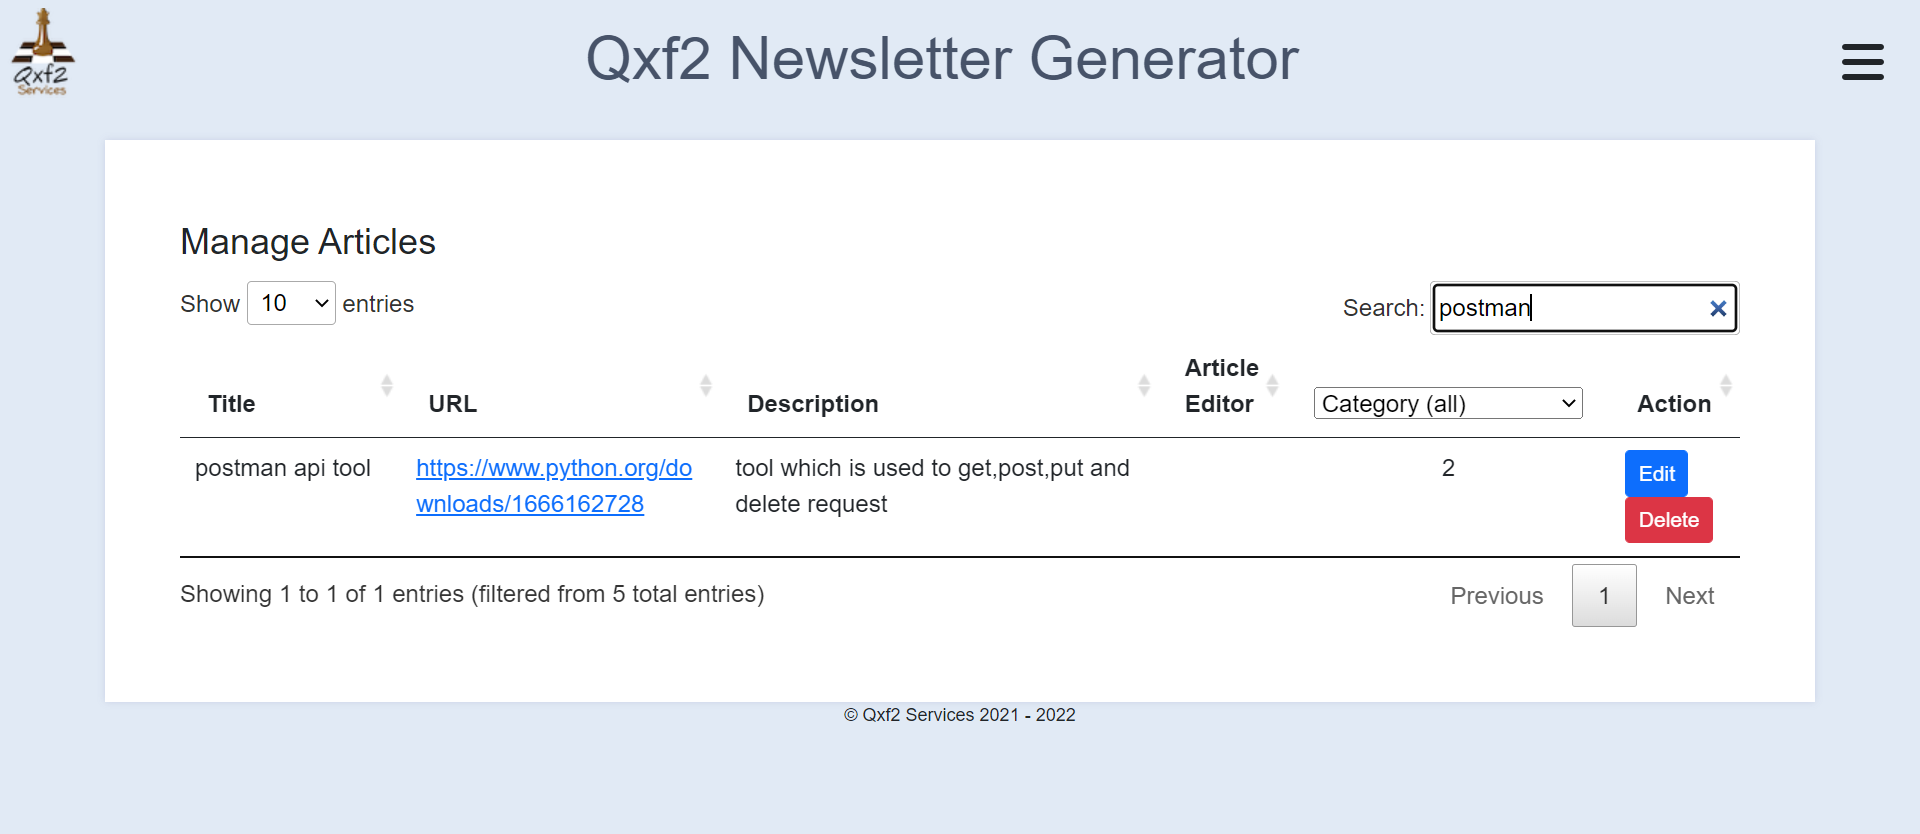 Qxf2
Services
Qxf2 Newsletter Generator
Manage Articles
Show 10 entries
Search: postman
Title URL Description Article Editor Category (all) Action
postman api tool
https://www.python.org/do
wnloads/1666162728
tool which is used to get,post,put and
delete request
2
Edit
Delete
Showing 1 to 1 of 1 entries (filtered from 5 total entries)
Previous 1 Next
© Qxf2 Services 2021 - 2022